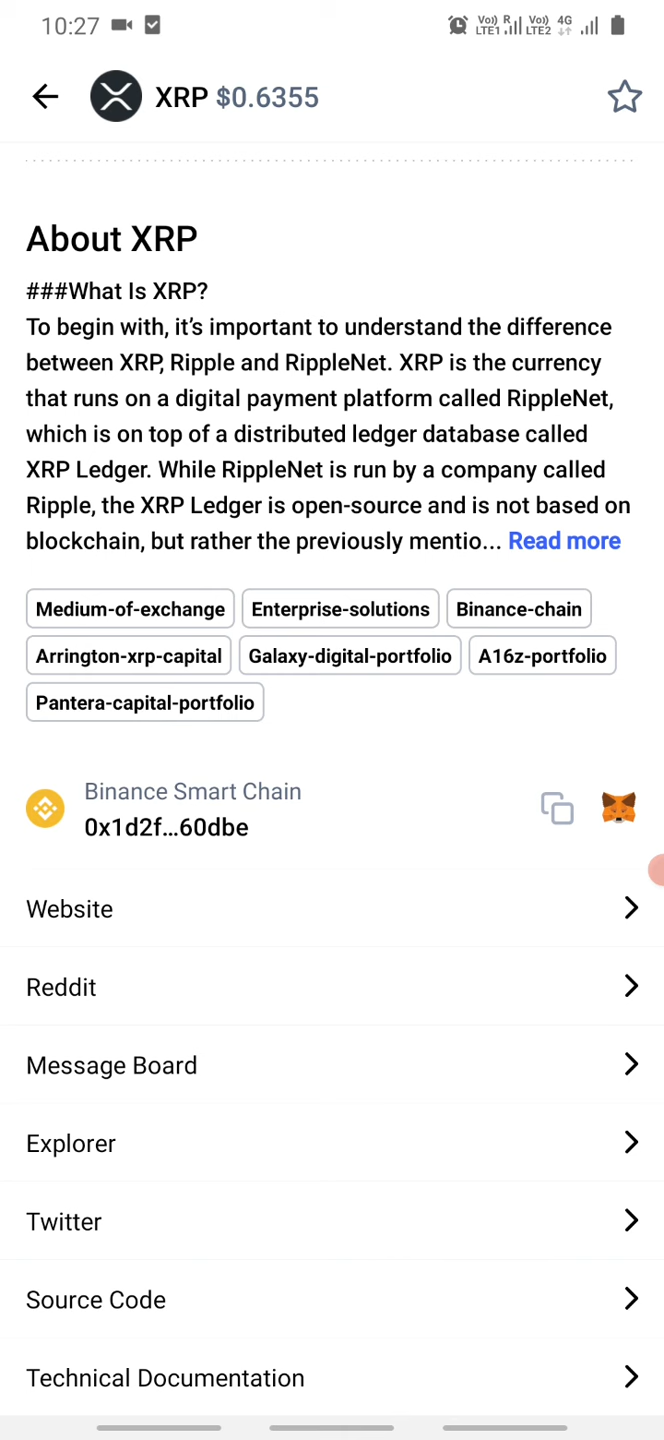 10:27 Vo) R Vo) 4G
LTE1 LTE2
XRP $0.6355
About XRP
###What Is XRP?
To begin with, it’s important to understand the difference
between XRP, Ripple and RippleNet. XRP is the currency
that runs on a digital payment platform called RippleNet,
which is on top of a distributed ledger database called
XRP Ledger. While RippleNet is run by a company called
Ripple, the XRP Ledger is open-source and is not based on
blockchain, but rather the previously mentio... Read more
Medium-of-exchange Enterprise-solutions Binance-chain
Arrington-xrp-capital Galaxy-digital-portfolio A16z-portfolio
Pantera-capital-portfolio
Binance Smart Chain
0x1d2f...60dbe
Website
Reddit
Message Board
Explorer
Twitter
Source Code
Technical Documentation